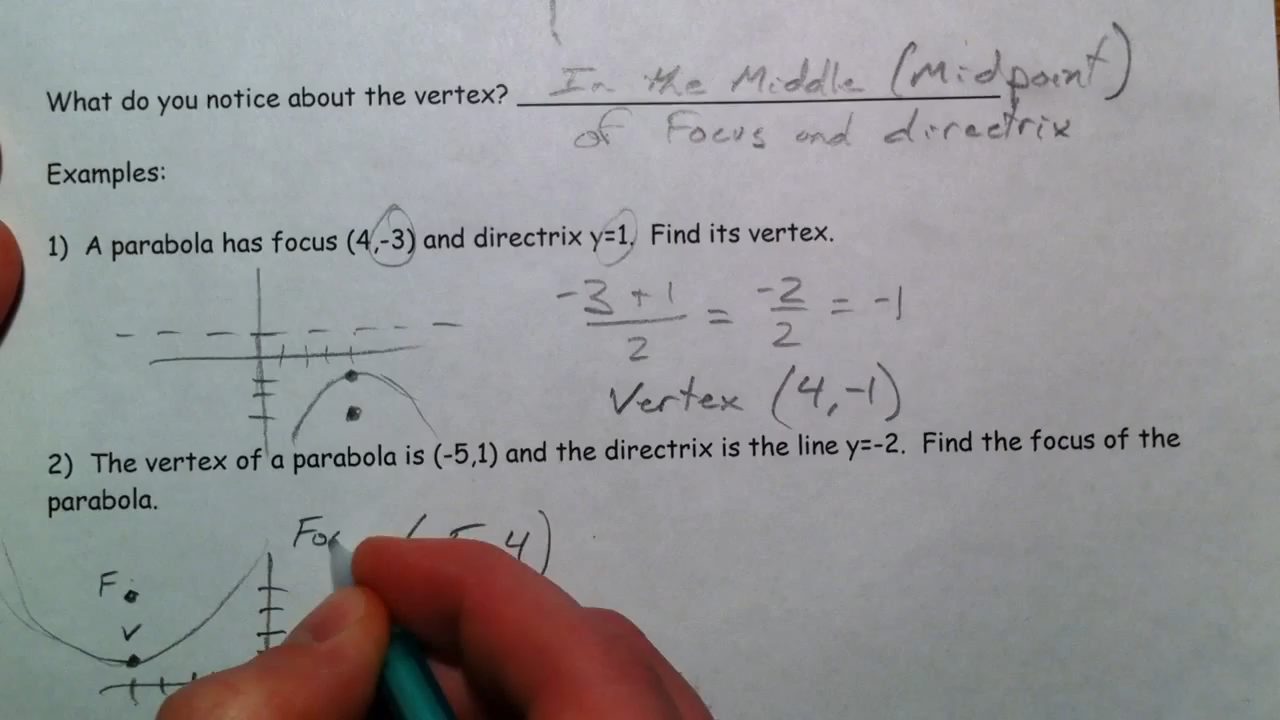 What do you notice about the vertex? In the Middle (Midpoint)
of Focus and directrix
Examples:
1) A parabola has focus (4,-3) and directrix y=1. Find its vertex.
-3 + 1 / 2 = -2 / 2 = -1
Vertex (4,-1)
2) The vertex of a parabola is (-5,1) and the directrix is the line y=-2. Find the focus of the
parabola.
4)
F
V